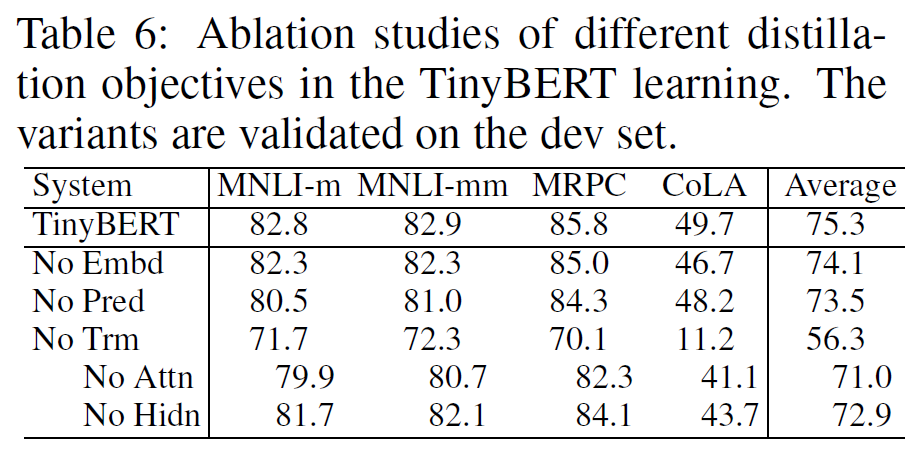 Table 6: Ablation studies of different distilla-
tion objectives in the TinyBERT learning. The
variants are validated on the dev set.
System MNLI-m MNLI-mm MRPC CoLA Average
TinyBERT 82.8 82.9 85.8 49.7 75.3
No Embd 82.3 82.3 85.0 46.7 74.1
No Pred 80.5 81.0 84.3 48.2 73.5
No Trm 71.7 72.3 70.1 11.2 56.3
No Attn 79.9 80.7 82.3 41.1 71.0
No Hidn 81.7 82.1 84.1 43.7 72.9